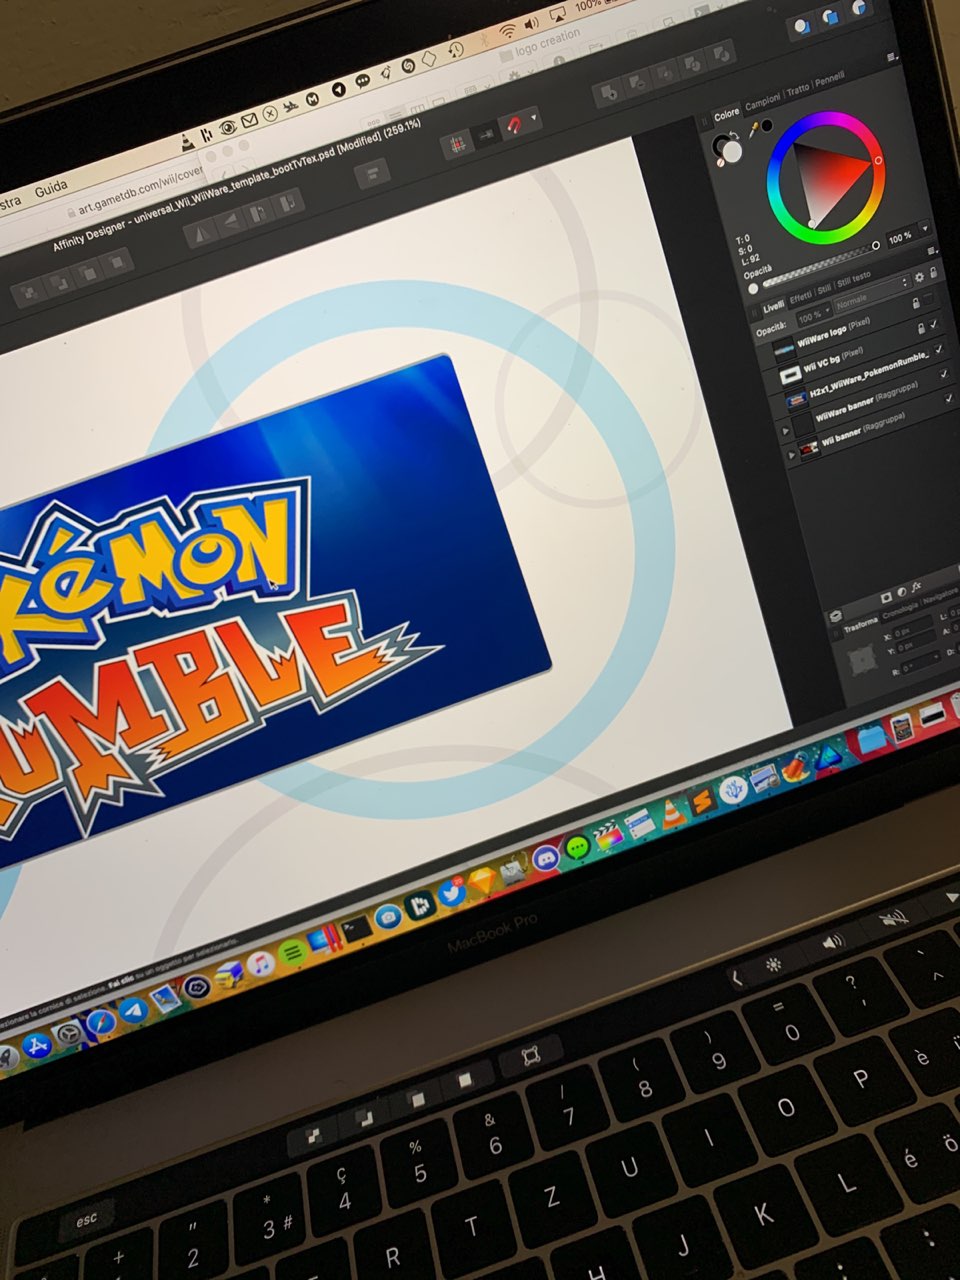 100%
logo creation
stra Guida
art.gametdb.com/wii/cover
Affinity Designer - universal_Wii_WiiWare_template_bootTvTex.psd [Modified] (259.1%)
Colore Campioni Tratto Pennelli
T: 0
S: 0
L: 92
Opacità
100 %
Livelli Effetti Stili Stili testo
Opacità: 100 % Normale
WiiWare logo (Pixel)
Wii VC bg (Pixel)
H2x1_WiiWare_PokemonRumble_
WiiWare banner (Raggruppa)
Wii banner (Raggruppa)
fx
Trasforma Cronologia Navigatore
X: 0 px L:
Y: 0 px A:
R: 0 ° D:
KéMON
UMBLE
ezionare la cornice di selezione. Fai clic su un oggetto per selezionarlo.
MacBook Pro
esc
+ " 2 * 3 # ç 4 % 5 & 6 / 7 ( 8 ) 9 = 0 ? ' ` ^
R T Z U I O P è ü
H J K L é ö
; :